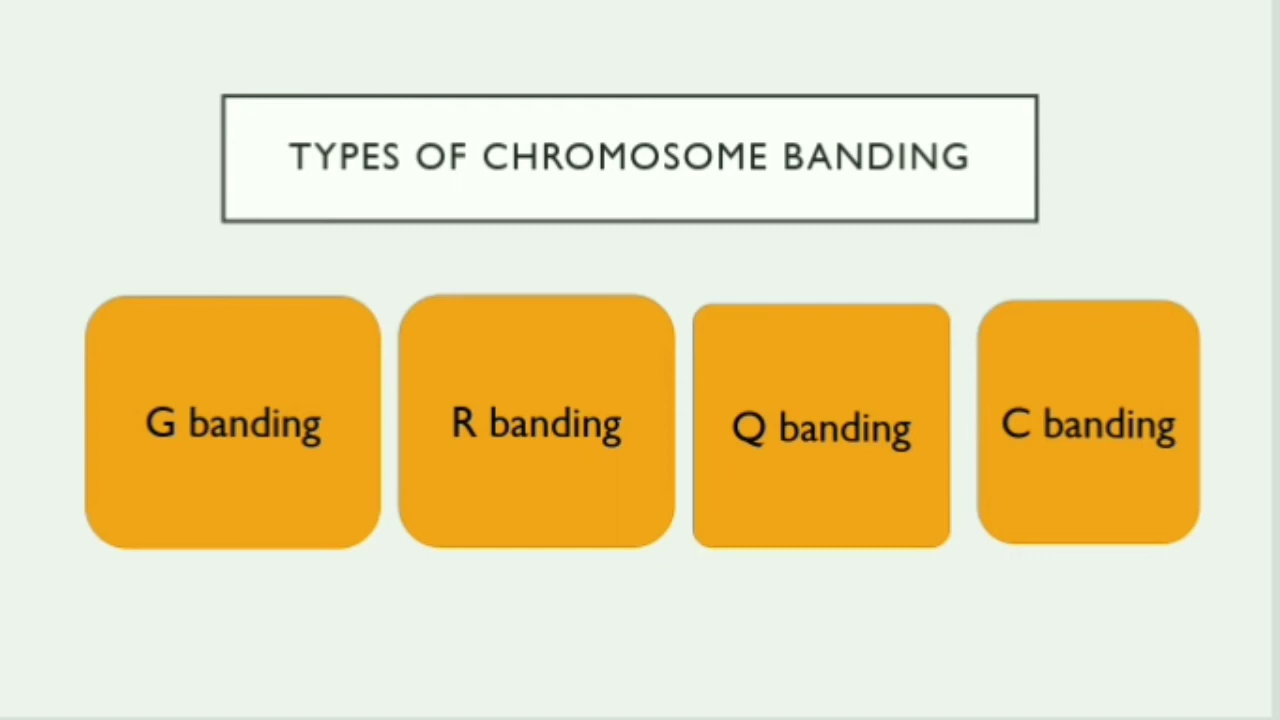 TYPES OF CHROMOSOME BANDING
G banding
R banding
Q banding
C banding